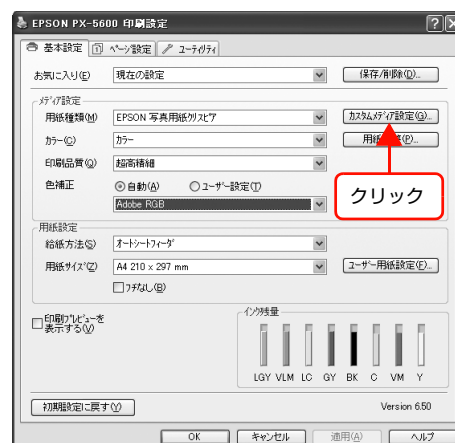 EPSON PX-5600 印刷設定
基本設定 ページ設定 ユーティリティ
お気に入り(E) 現在の設定 保存/削除(D)...
メディア設定
用紙種類(M) EPSON 写真用紙クリスピア カスタムメディア設定(G)...
カラー(C) カラー
印刷品質(Q) 超高精細
色補正 自動(A) ユーザー設定(T)
Adobe RGB
クリック
用紙設定
給紙方法(S) オートシートフィーダ
用紙サイズ(Z) A4 210 x 297 mm ユーザー用紙設定(F)...
フチなし(B)
印刷プレビューを
表示する(V)
インク残量
LGY VLM LC GY BK C VM Y
初期設定に戻す(Y) Version 6.50
OK キャンセル 適用(A) ヘルプ